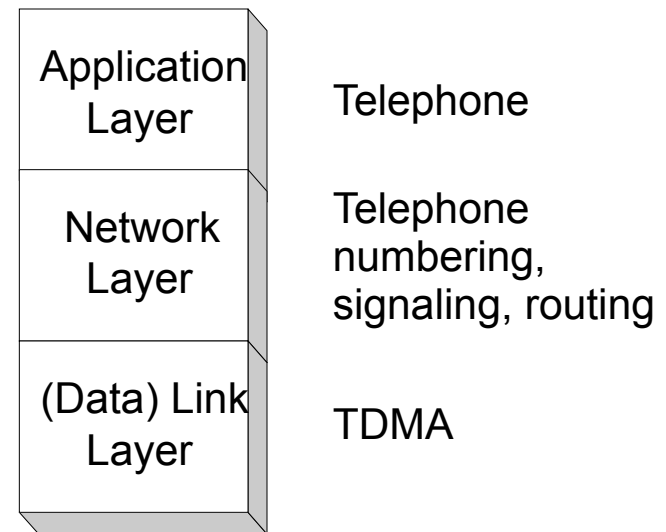 Application
Layer
Telephone
Network
Layer
Telephone
numbering,
signaling, routing
(Data) Link
Layer
TDMA